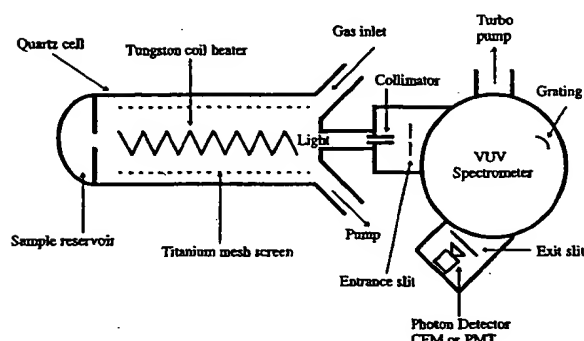 Turbo
pump
Gas inlet
Tungston coil heater
Quartz cell
Collimator
Grating
Light
VUV
Spectrometer
Sample reservoir
Titanium mesh screen
Pump
Entrance slit
Exit slit
Photon Detector
CEM or PMT